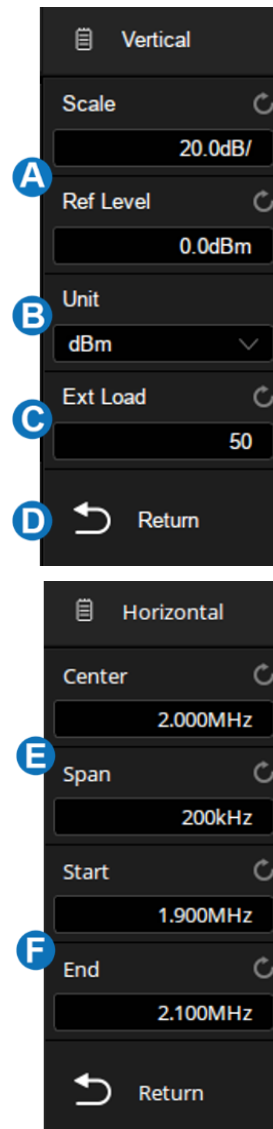 Vertical
Scale
20.0dB/
A
Ref Level
0.0dBm
Unit
B
dBm
Ext Load
C
50
D Return
Horizontal
Center
2.000MHz
E
Span
200kHz
Start
1.900MHz
F
End
2.100MHz
Return